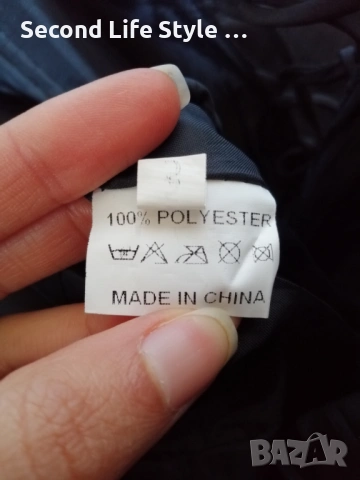 Second Life Style ...
100% POLYESTER
MADE IN CHINA
BAZAR